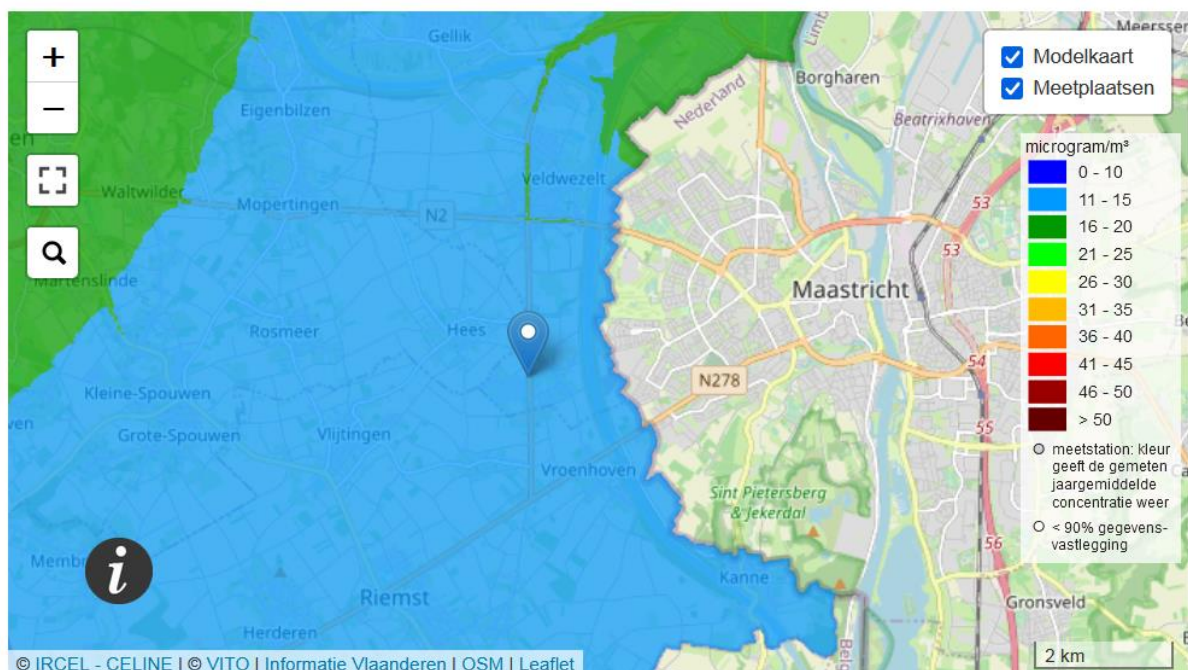 +
−
Gellik
Limb
Meerssen
Modelkaart
Meetplaatsen
Borgharen
Nederland
Beatrixhaven
Eigenbilzen
microgram/m³
0 - 10
11 - 15
16 - 20
21 - 25
26 - 30
31 - 35
36 - 40
41 - 45
46 - 50
> 50
53
53
Waltwilder
Mopertingen
Veldwezelt
N2
Martenslinde
Maastricht
Rosmeer
Hees
54
N278
Kleine-Spouwen
Grote-Spouwen
Vlijtingen
55
Vroenhoven
meetstation: kleur
geeft de gemeten
jaargemiddelde
concentratie weer
Sint Pietersberg
& Jekerdal
< 90% gegevens-
vastlegging
56
Membr
i
Kanne
Riemst
Gronsveld
Herderen
Belg
2 km
© IRCEL - CELINE | © VITO | Informatie Vlaanderen | OSM | Leaflet